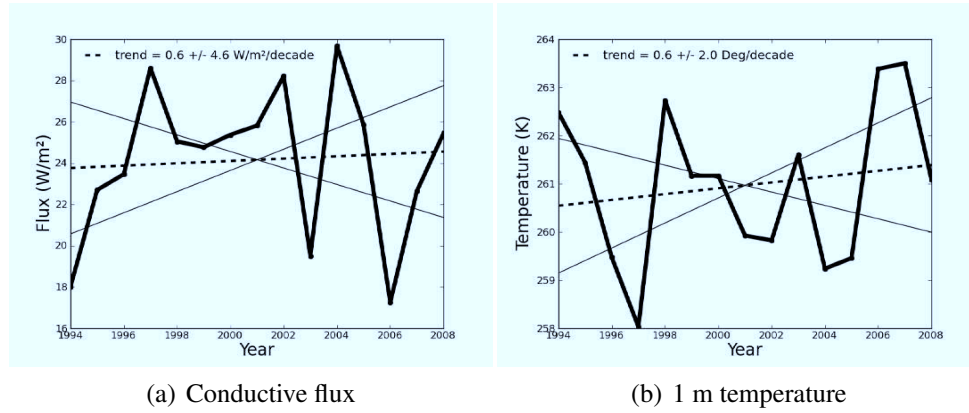 30
28
26
24
22
20
18
16
Flux (W/m²)
trend = 0.6 +/- 4.6 W/m²/decade
1994 1996 1998 2000 2002 2004 2006 2008
Year
(a) Conductive flux
264
263
262
261
260
259
258
Temperature (K)
trend = 0.6 +/- 2.0 Deg/decade
1994 1996 1998 2000 2002 2004 2006 2008
Year
(b) 1 m temperature